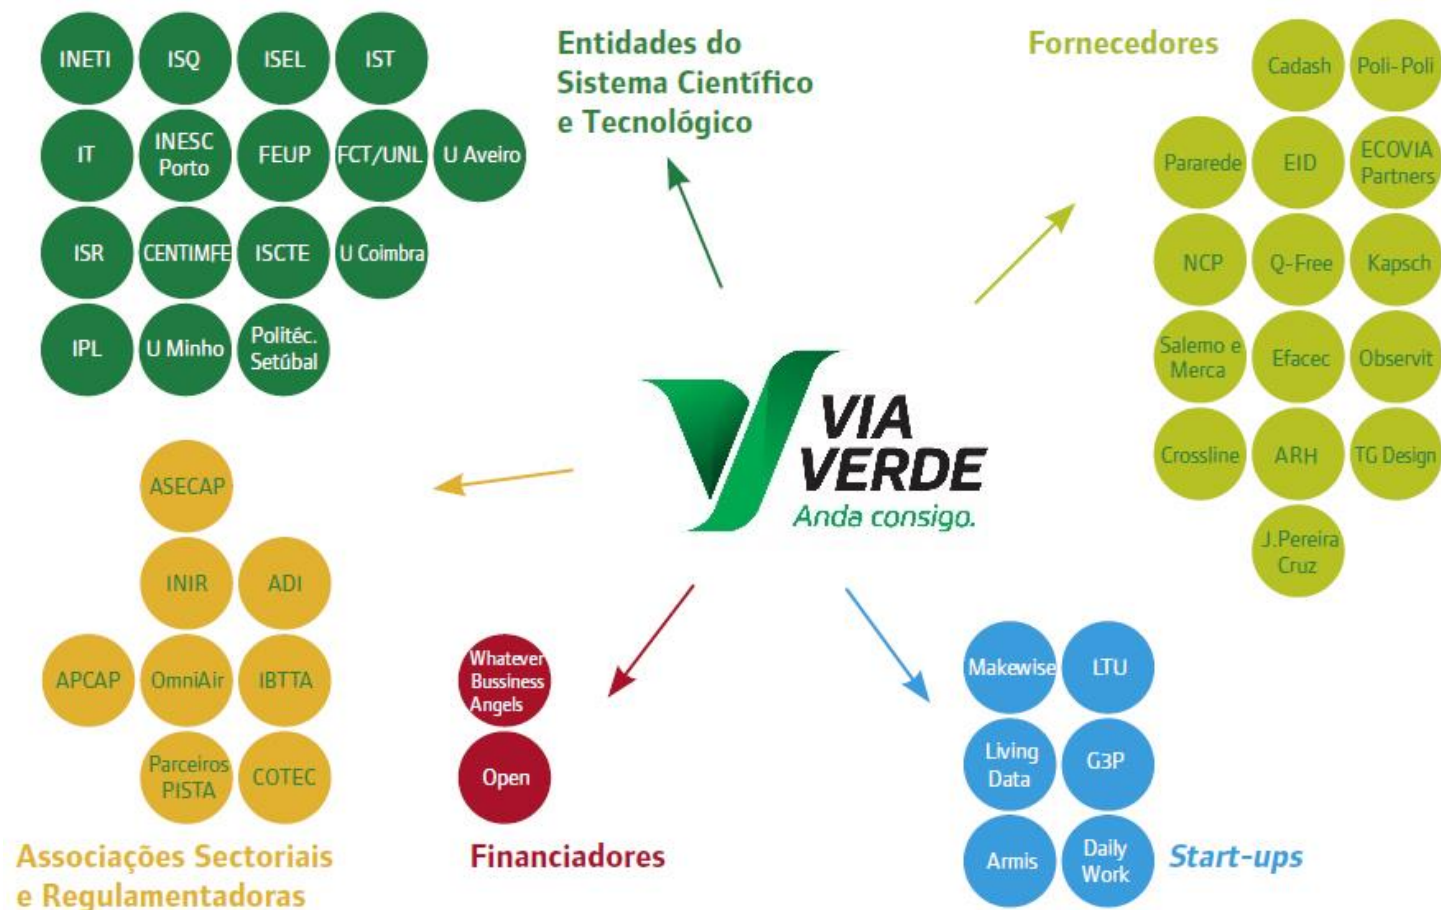 INETI
ISQ
ISEL
IST
IT
INESC
Porto
FEUP
FCT/UNL
U Aveiro
ISR
CENTIMFE
ISCTE
U Coimbra
IPL
U Minho
Politéc.
Setúbal
Entidades do
Sistema Científico
e Tecnológico
Fornecedores
Cadash
Poli-Poli
Pararede
EID
ECOVIA
Partners
NCP
Q-Free
Kapsch
Salemo e
Merca
Efacec
Observit
Crossline
ARH
TG Design
J.Pereira
Cruz
VIA
VERDE
Anda consigo.
ASECAP
INIR
ADI
APCAP
OmniAir
IBTTA
Parceiros
PISTA
COTEC
Associações Sectoriais
e Regulamentadoras
Whatever
Bussiness
Angels
Open
Financiadores
Makewise
LTU
Living
Data
G3P
Armis
Daily
Work
Start-ups